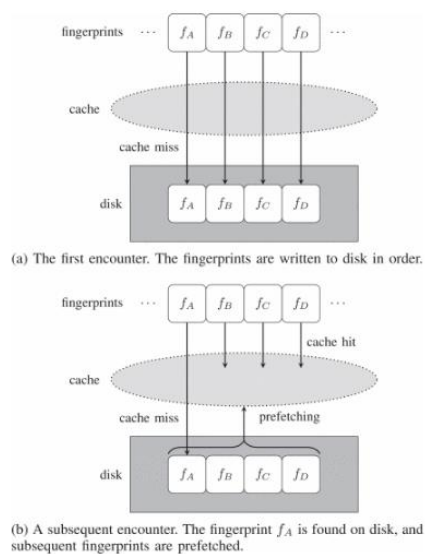 fingerprints ··· f_A f_B f_C f_D ···
cache
cache miss
disk f_A f_B f_C f_D
(a) The first encounter. The fingerprints are written to disk in order.
fingerprints ··· f_A f_B f_C f_D ···
cache hit
cache
cache miss prefetching
disk f_A f_B f_C f_D
(b) A subsequent encounter. The fingerprint f_A is found on disk, and
subsequent fingerprints are prefetched.